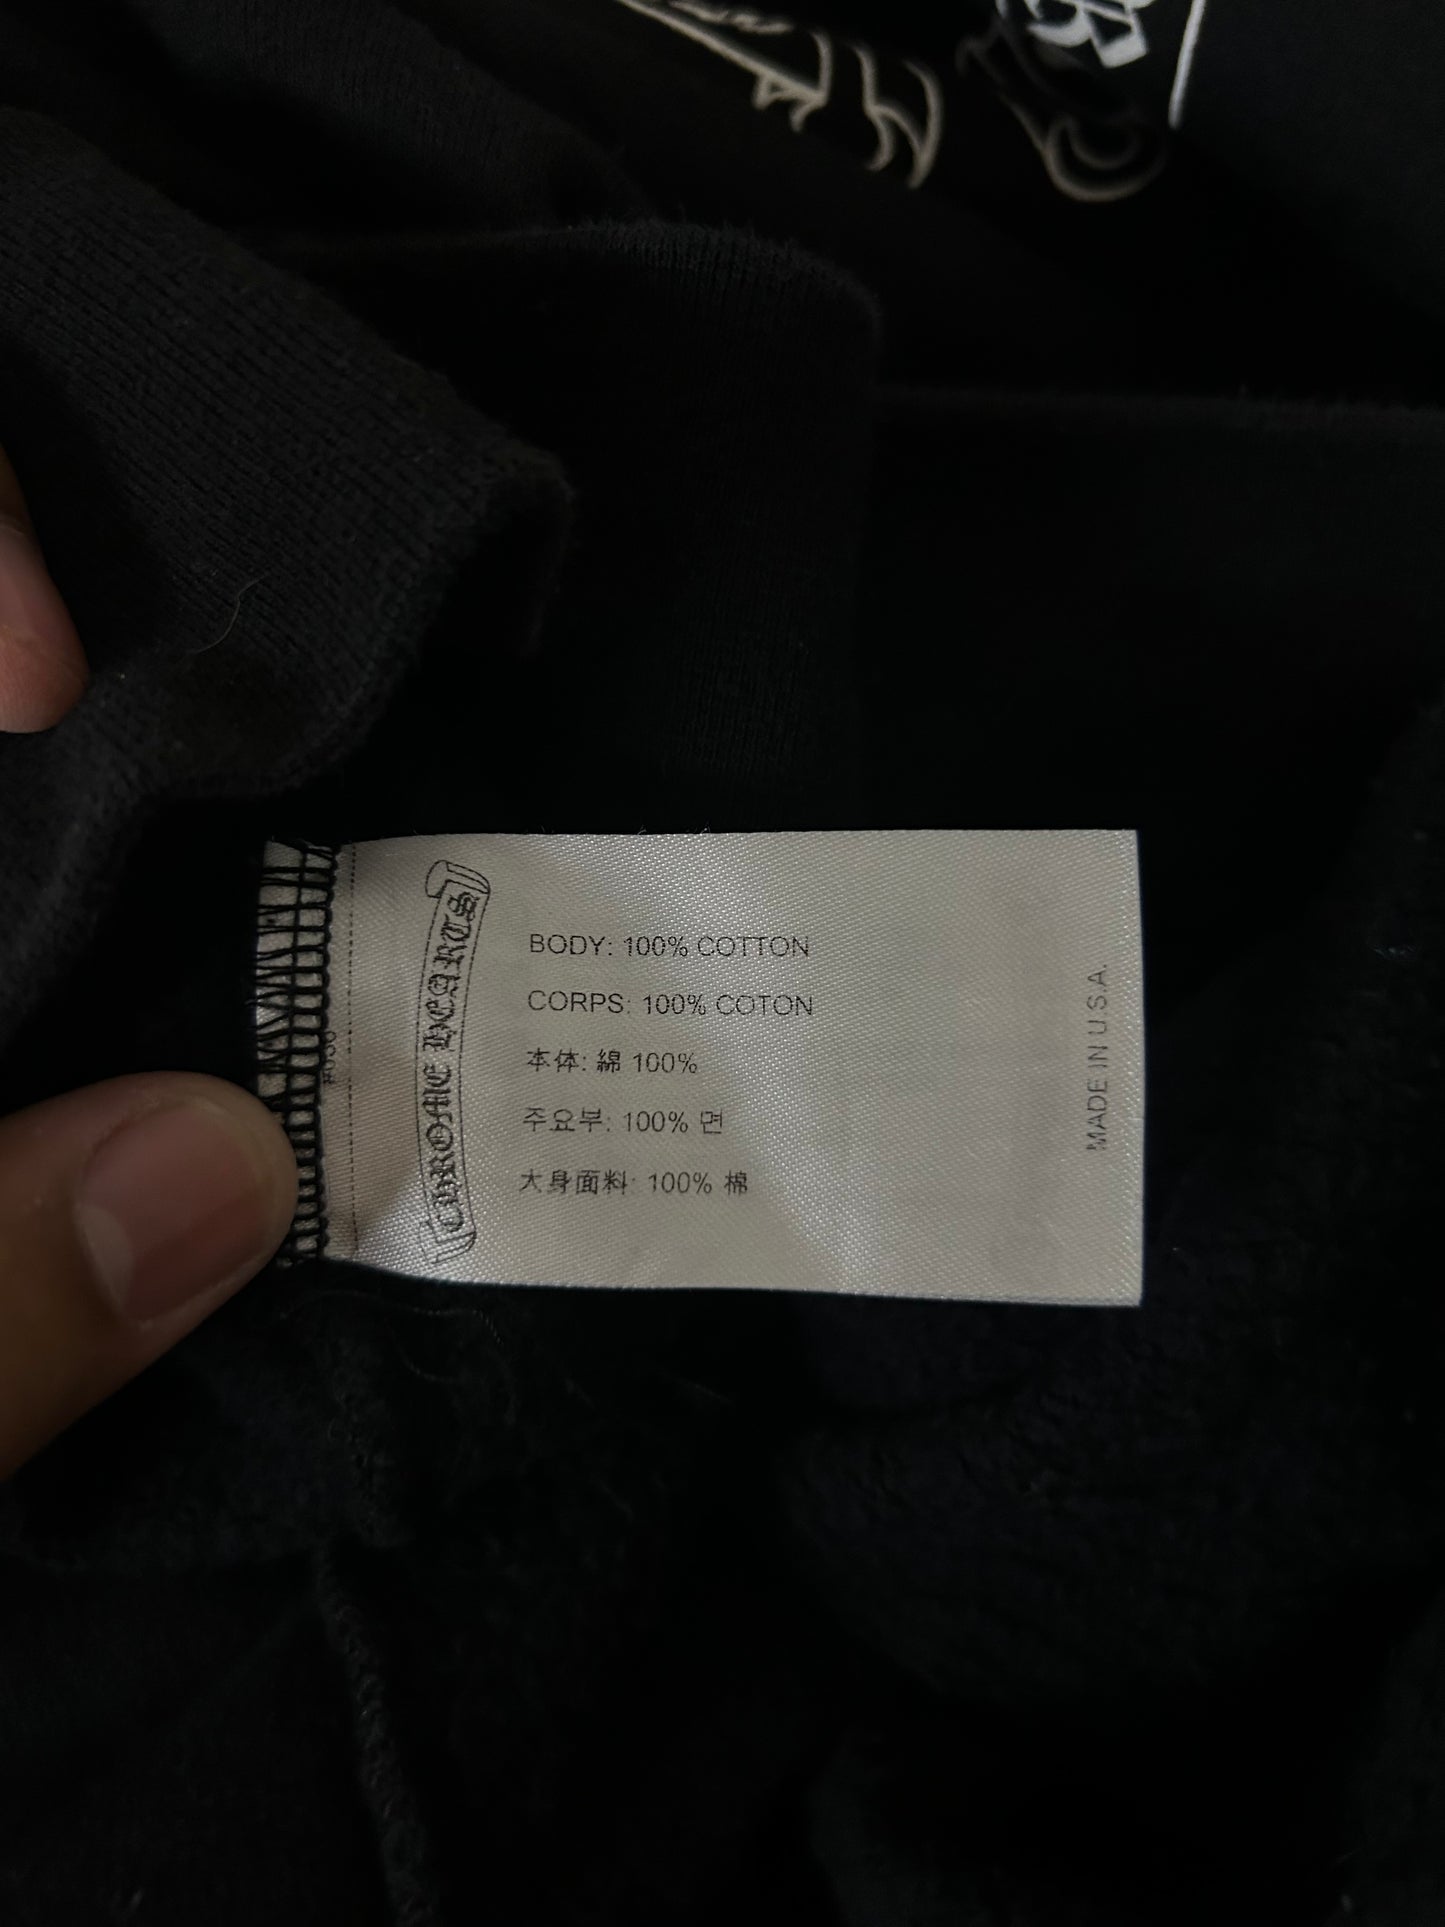 CHROME HEARTS
BODY: 100% COTTON
CORPS: 100% COTON
本体: 綿 100%
주요부: 100% 면
大身面料: 100% 棉
MADE IN U.S.A.